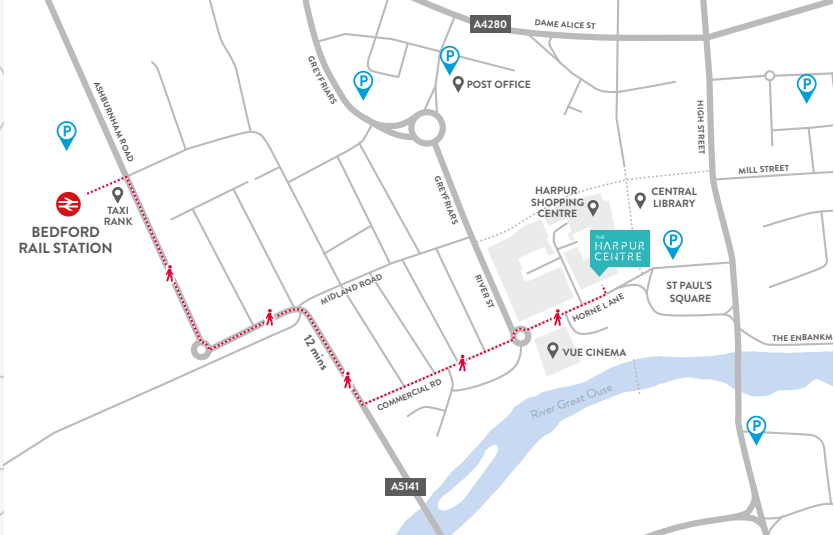 A4280
DAME ALICE ST
GREYFRIARS
P
P
POST OFFICE
P
ASHBURNHAM ROAD
HIGH STREET
P
MILL STREET
TAXI
RANK
BEDFORD
RAIL STATION
GREYFRIARS
HARPUR
SHOPPING
CENTRE
CENTRAL
LIBRARY
THE
HARPUR
CENTRE
P
ST PAUL'S
SQUARE
RIVER ST
MIDLAND ROAD
HORNE LANE
12 mins
VUE CINEMA
THE ENBANKM
COMMERCIAL RD
River Great Ouse
P
A5141